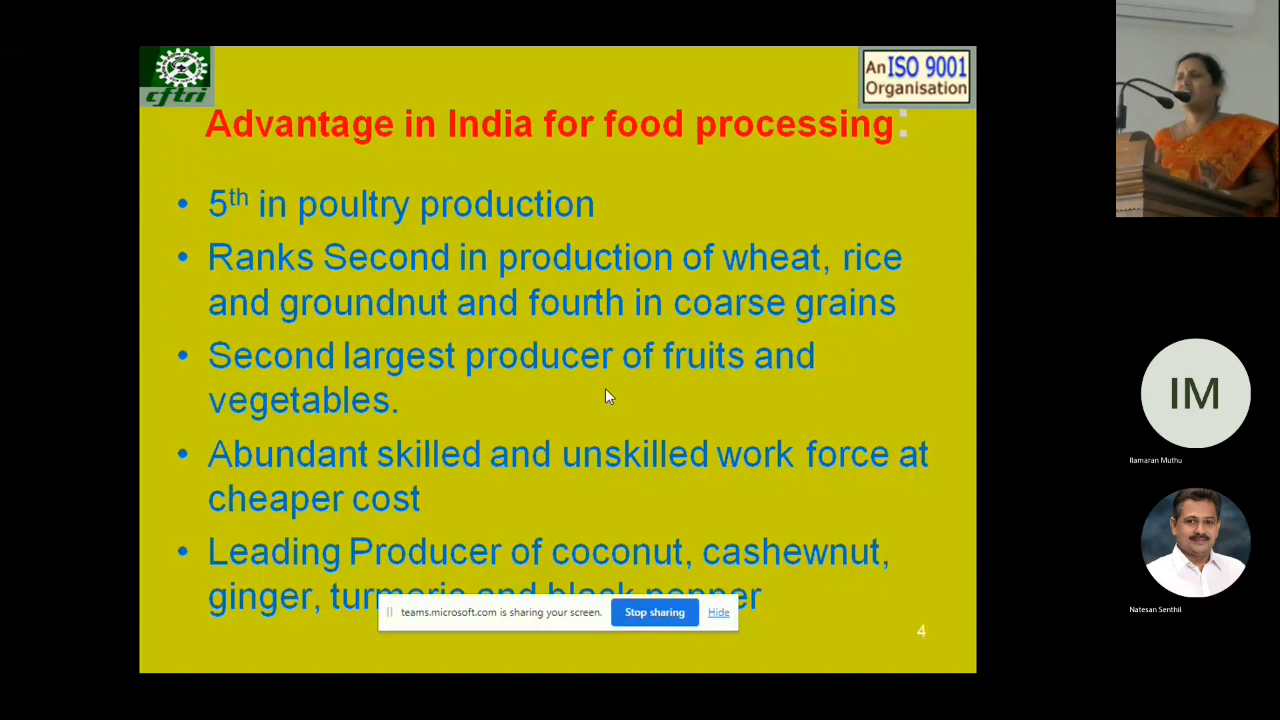 cftri
An ISO 9001
Organisation
Advantage in India for food processing:
• 5th in poultry production
• Ranks Second in production of wheat, rice
and groundnut and fourth in coarse grains
• Second largest producer of fruits and
vegetables.
• Abundant skilled and unskilled work force at
cheaper cost
• Leading Producer of coconut, cashewnut,
ginger, turmeric and black pepper
teams.microsoft.com is sharing your screen.
Stop sharing
Hide
4
IM
Ilamaran Muthu
Natesan Senthil